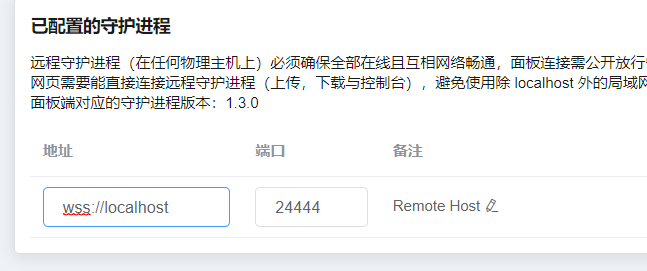 已配置的守护进程
远程守护进程（在任何物理主机上）必须确保全部在线且互相网络畅通，面板连接需公开放行
网页需要能直接连接远程守护进程（上传，下载与控制台），避免使用除 localhost 外的局域网
面板端对应的守护进程版本：1.3.0
地址 端口 备注
wss://localhost 24444 Remote Host